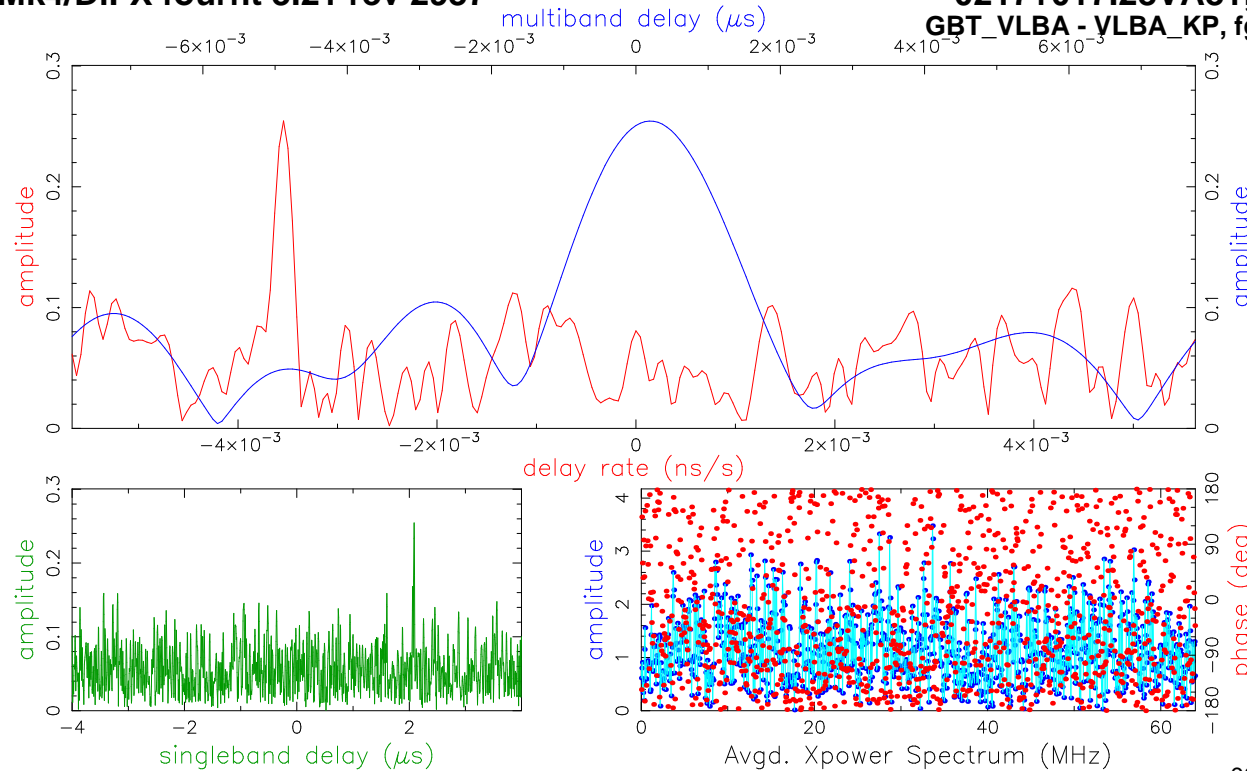 multiband delay (μs)
GBT_VLBA - VLBA_KP,
−6×10⁻³ −4×10⁻³ −2×10⁻³ 0 2×10⁻³ 4×10⁻³ 6×10⁻³
0.3 0.3
0.2 0.2
0.1 0.1
0 0
amplitude amplitude
−4×10⁻³ −2×10⁻³ 0 2×10⁻³ 4×10⁻³
delay rate (ns/s)
0.3
0.2
0.1
0
amplitude
−4 −2 0 2
singleband delay (μs)
4
3
2
1
0
amplitude
180
90
0
−90
−180
phase (deg)
0 20 40 60
Avgd. Xpower Spectrum (MHz)